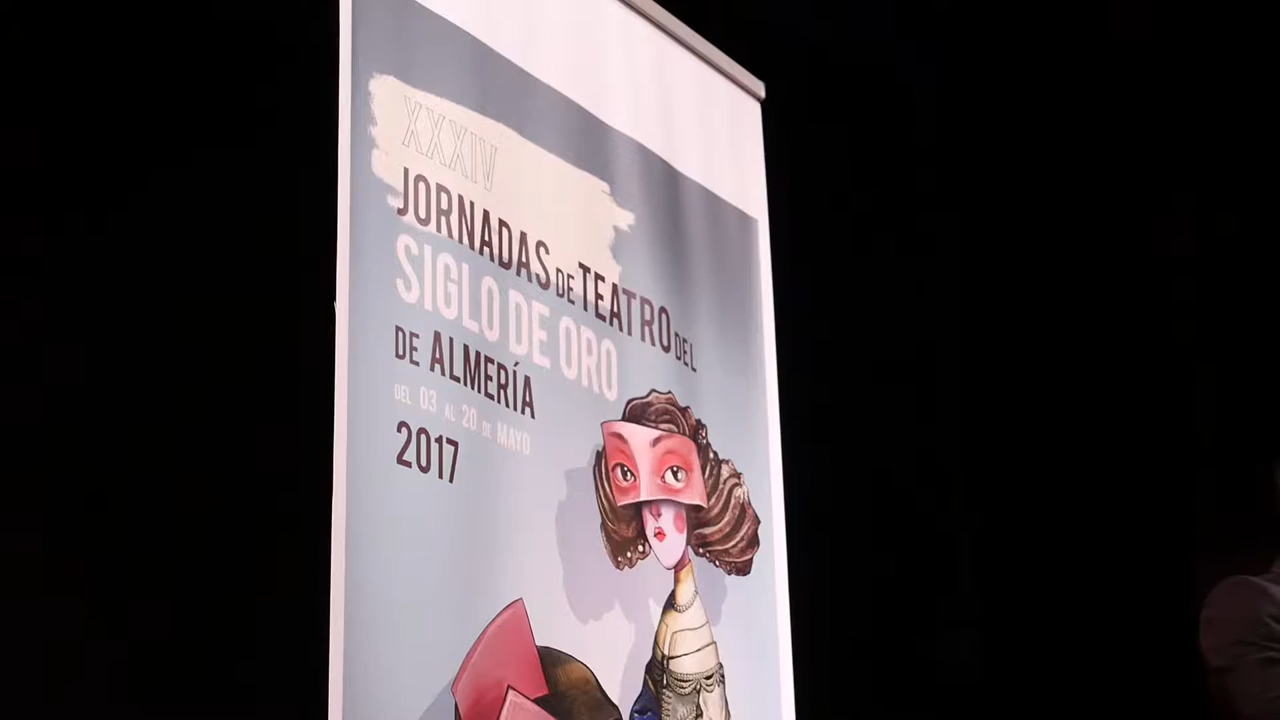 XXXIV
JORNADAS DE TEATRO DEL
SIGLO DE ORO
DE ALMERÍA
DEL 03 AL 20 DE MAYO
2017